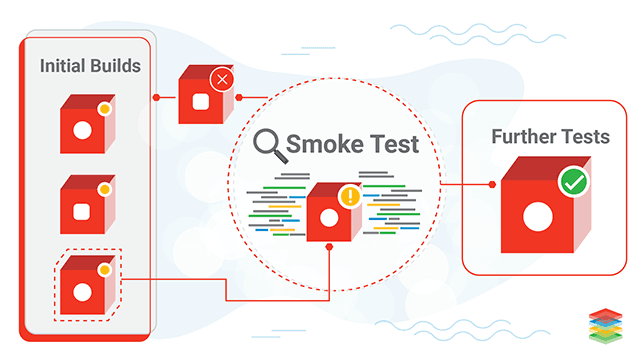 Initial Builds
Smoke Test
Further Tests